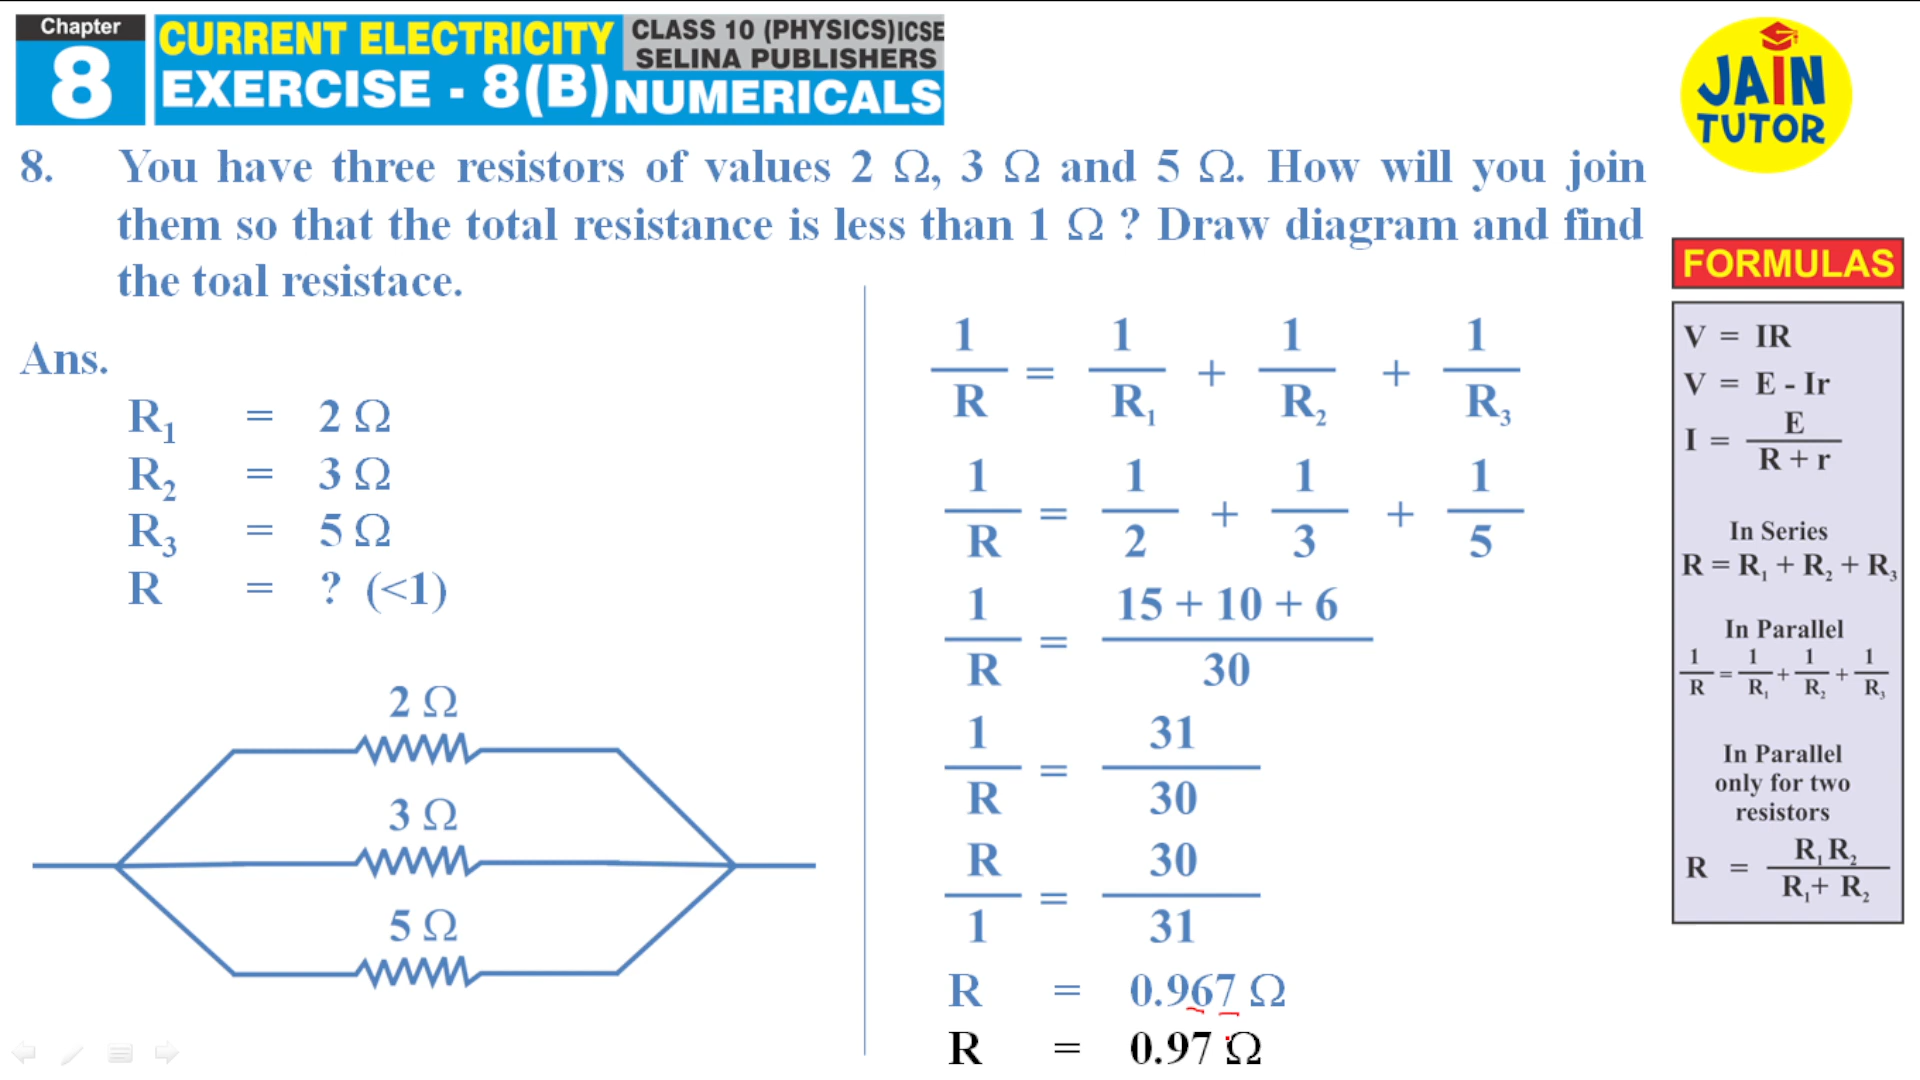 Chapter
8
CURRENT ELECTRICITY
CLASS 10 (PHYSICS)ICSE
SELINA PUBLISHERS
EXERCISE - 8(B) NUMERICALS
JAIN
TUTOR
8. You have three resistors of values 2 Ω, 3 Ω and 5 Ω. How will you join
them so that the total resistance is less than 1 Ω ? Draw diagram and find
the toal resistace.
Ans.
R₁ = 2 Ω
R₂ = 3 Ω
R₃ = 5 Ω
R = ? (<1)
2 Ω
3 Ω
5 Ω
1/R = 1/R₁ + 1/R₂ + 1/R₃
1/R = 1/2 + 1/3 + 1/5
1/R = 15 + 10 + 6/30
1/R = 31/30
R/1 = 30/31
R = 0.967 Ω
R = 0.97 Ω
FORMULAS
V = IR
V = E - Ir
I = E/R + r
In Series
R = R₁ + R₂ + R₃
In Parallel
1/R = 1/R₁ + 1/R₂ + 1/R₃
In Parallel
only for two
resistors
R = R₁ R₂/R₁+ R₂